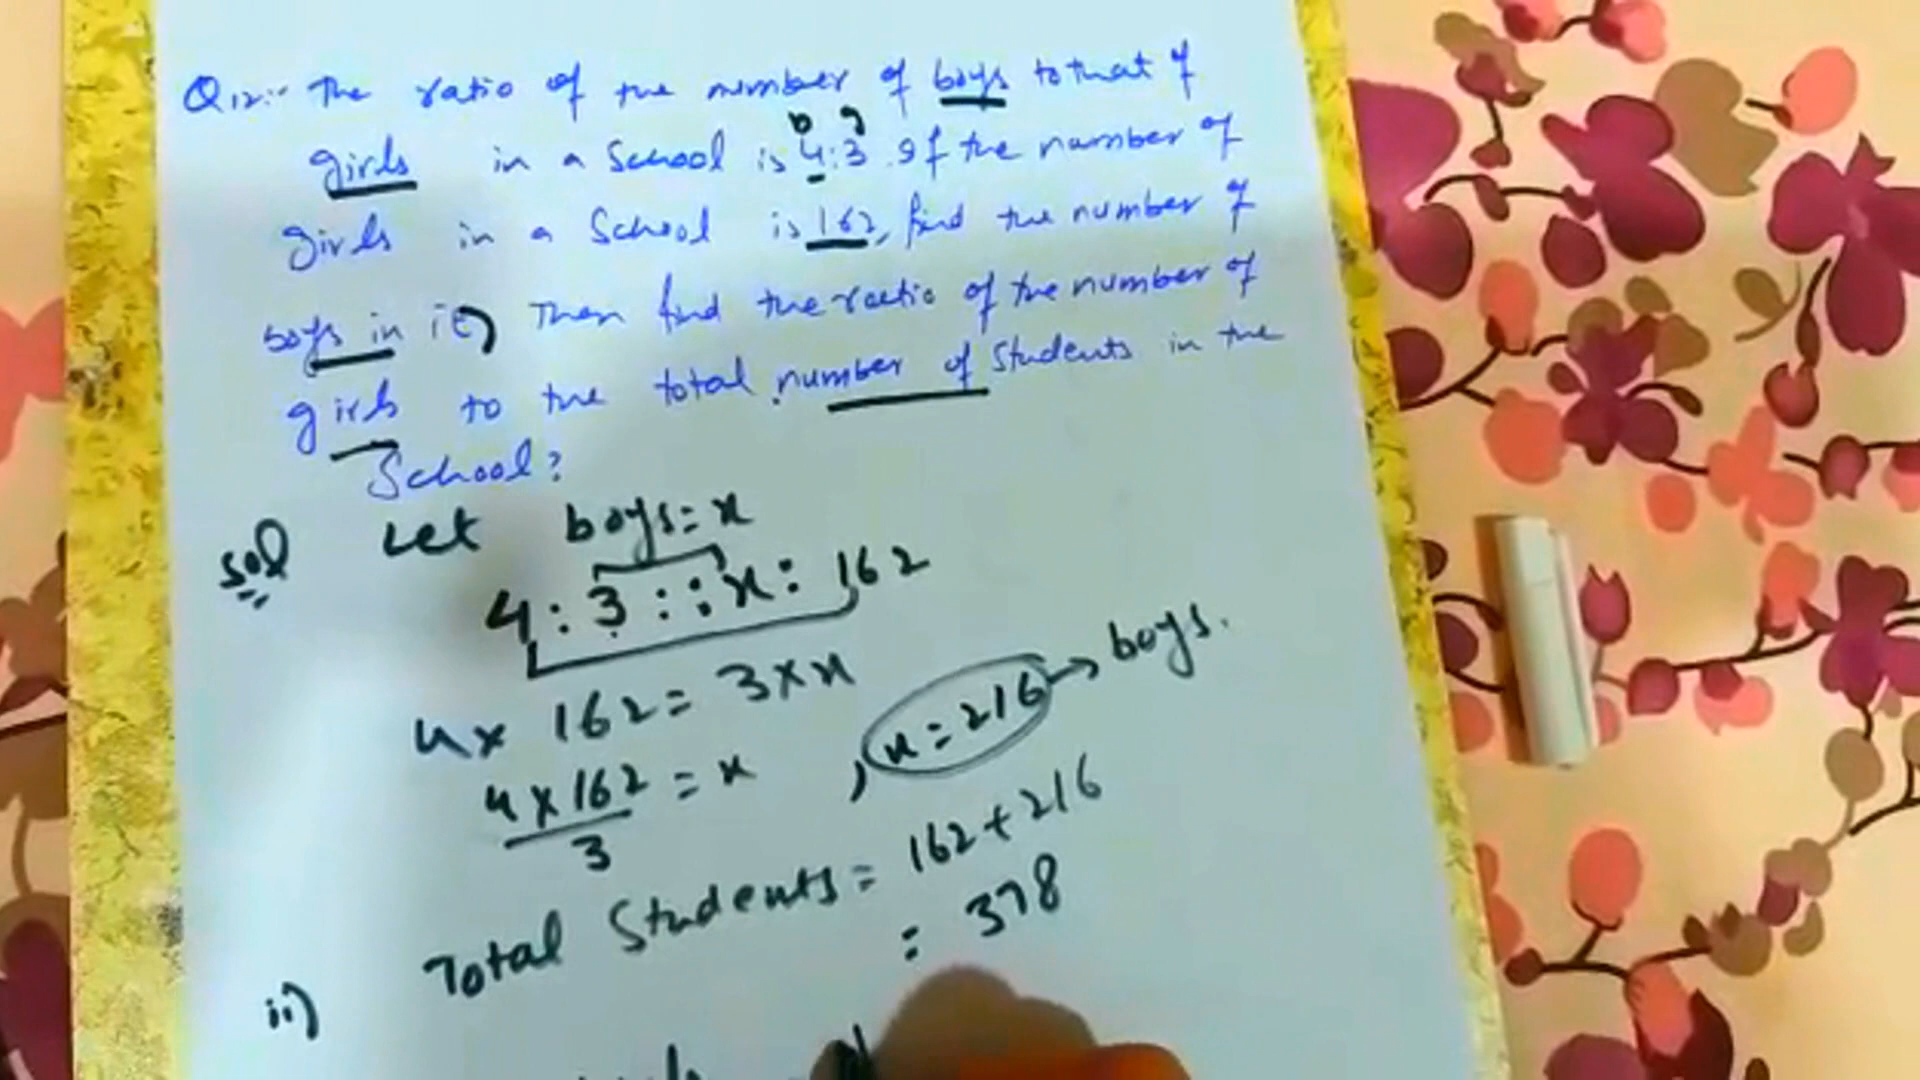 Q12:- The ratio of the number of boys to that of
b g
girls in a School is 4:3. If the number of
girls in a School is 162, find the number of
boys in it) Then find the ratio of the number of
girls to the total number of Students in the
School?
Sol Let boys = x
4 : 3 :: x : 162
4 x 162 = 3 x x
4 x 162 = x , x = 216 → boys.
3
Total Students = 162 + 216
= 378
ii)